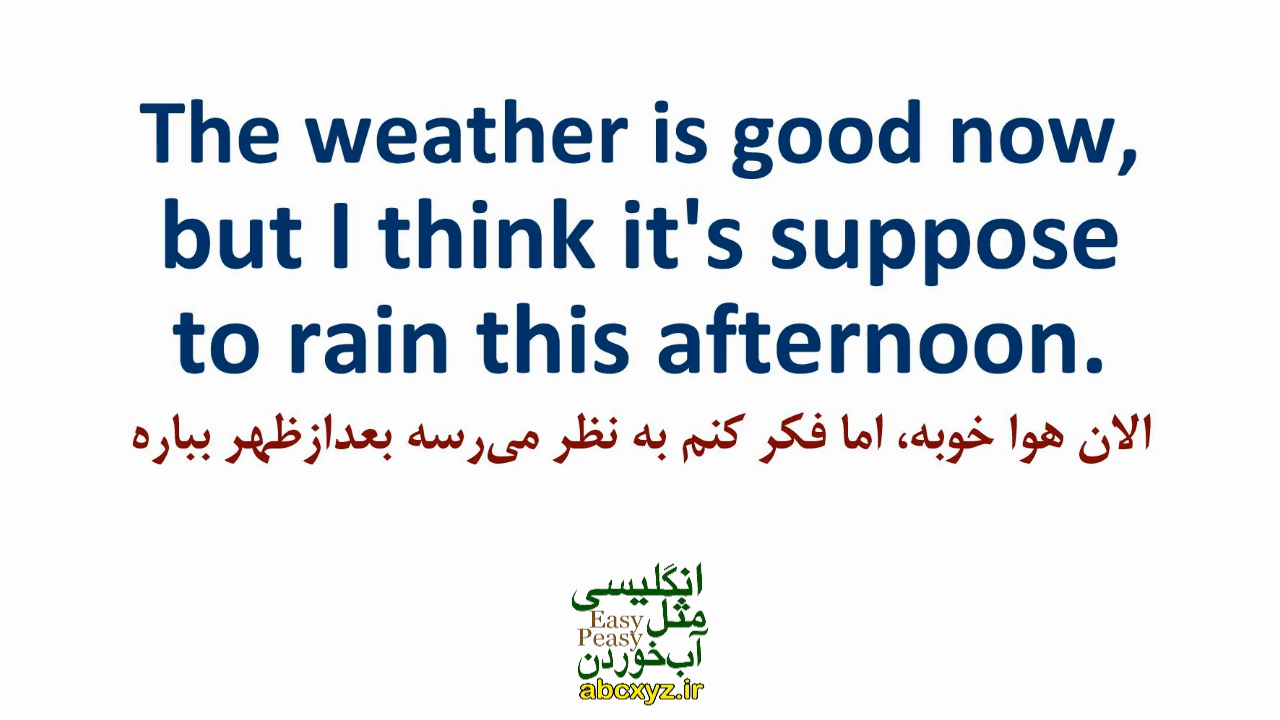 The weather is good now,
but I think it's suppose
to rain this afternoon.
الان هوا خوبه، اما فکر کنم به نظر می‌رسه بعدازظهر بباره
انگلیسی
مثل
Easy
Peasy
آب‌خوردن
abcxyz.ir